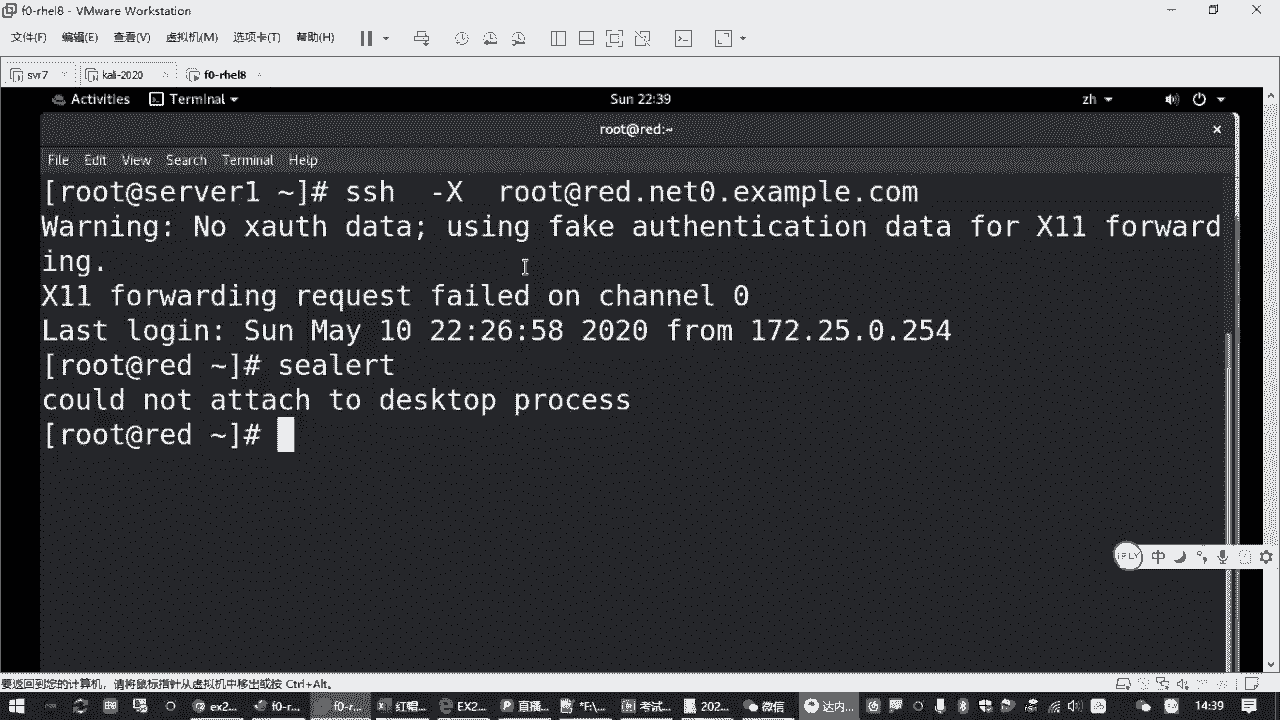 f0-rhel8 - VMware Workstation
文件(F) 编辑(E) 查看(V) 虚拟机(M) 选项卡(T) 帮助(H)
svr7 kali-2020 f0-rhel8
Activities Terminal Sun 22:39 zh
root@red:~
File Edit View Search Terminal Help
[root@server1 ~]# ssh -X root@red.net0.example.com
Warning: No xauth data; using fake authentication data for X11 forward
ing.
X11 forwarding request failed on channel 0
Last login: Sun May 10 22:26:58 2020 from 172.25.0.254
[root@red ~]# sealert
could not attach to desktop process
[root@red ~]#
iFLY 中
要返回到您的计算机，请将鼠标指针从虚拟机中移出或按 Ctrl+Alt。
ex2... f0-r... f0-r... 红帽... EX2... 直播... *F:\... 考试... 202... 微信 达内... 14:39